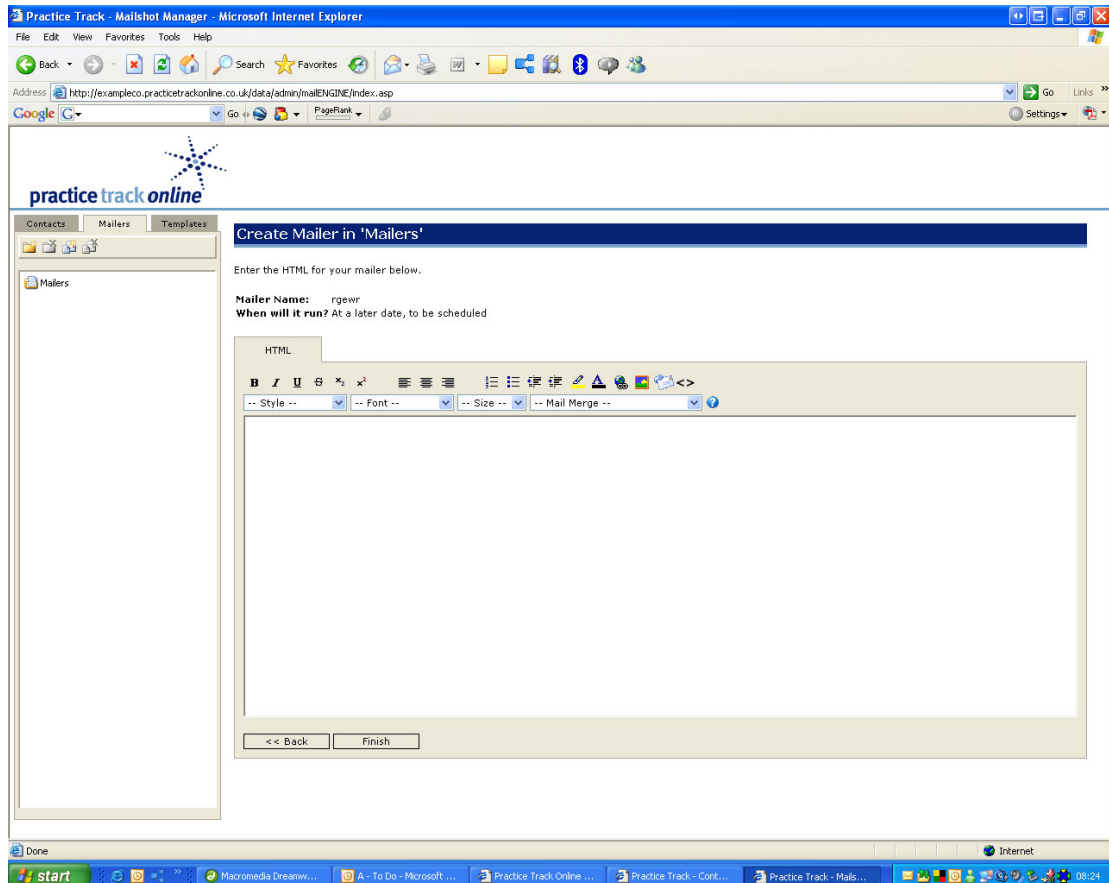 Practice Track - Mailshot Manager - Microsoft Internet Explorer
File Edit View Favorites Tools Help
Back Search Favorites
Address http://exampleco.practicetrackonline.co.uk/data/admin/mailENGINE/index.asp Go Links »
Google G Go PageRank Settings
practice track online
Contacts Mailers Templates
Create Mailer in 'Mailers'
Mailers
Enter the HTML for your mailer below.
Mailer Name: rgewr
When will it run? At a later date, to be scheduled
HTML
B I U S x₂ x² <>
-- Style -- -- Font -- -- Size -- -- Mail Merge -- ?
<< Back Finish
Done Internet
start » Macromedia Dreamw... A - To Do - Microsoft ... Practice Track Online ... Practice Track - Cont... Practice Track - Mails... 08:24